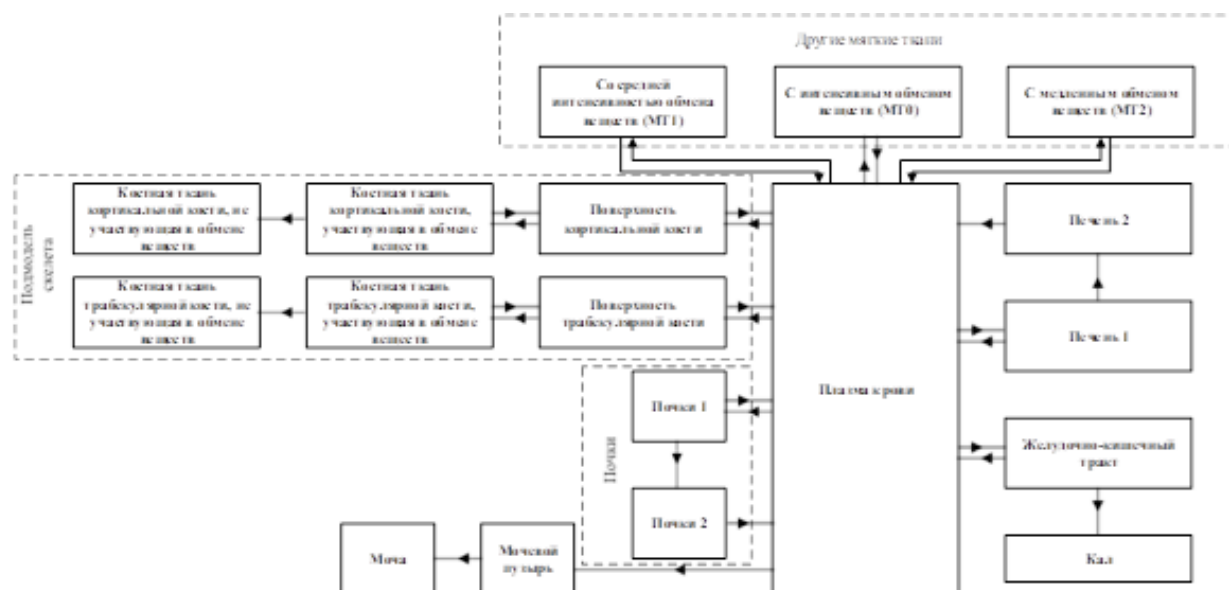 Другие мягкие ткани
Со средней
интенсивностью обмена
веществ (МТ1)
С интенсивным обменом
веществ (МТ0)
С медленным обменом
веществ (МТ2)
Подмодель
скелета
Костная ткань
кортикальной кости, не
участвующая в обмене
веществ
Костная ткань
кортикальной кости,
участвующая в обмене
веществ
Поверхность
кортикальной кости
Печень 2
Костная ткань
трабекулярной кости, не
участвующая в обмене
веществ
Костная ткань
трабекулярной кости,
участвующая в обмене
веществ
Поверхность
трабекулярной кости
Печень 1
Плазма крови
Почки
Почки 1
Желудочно-кишечный
тракт
Почки 2
Моча
Мочевой
пузырь
Кал